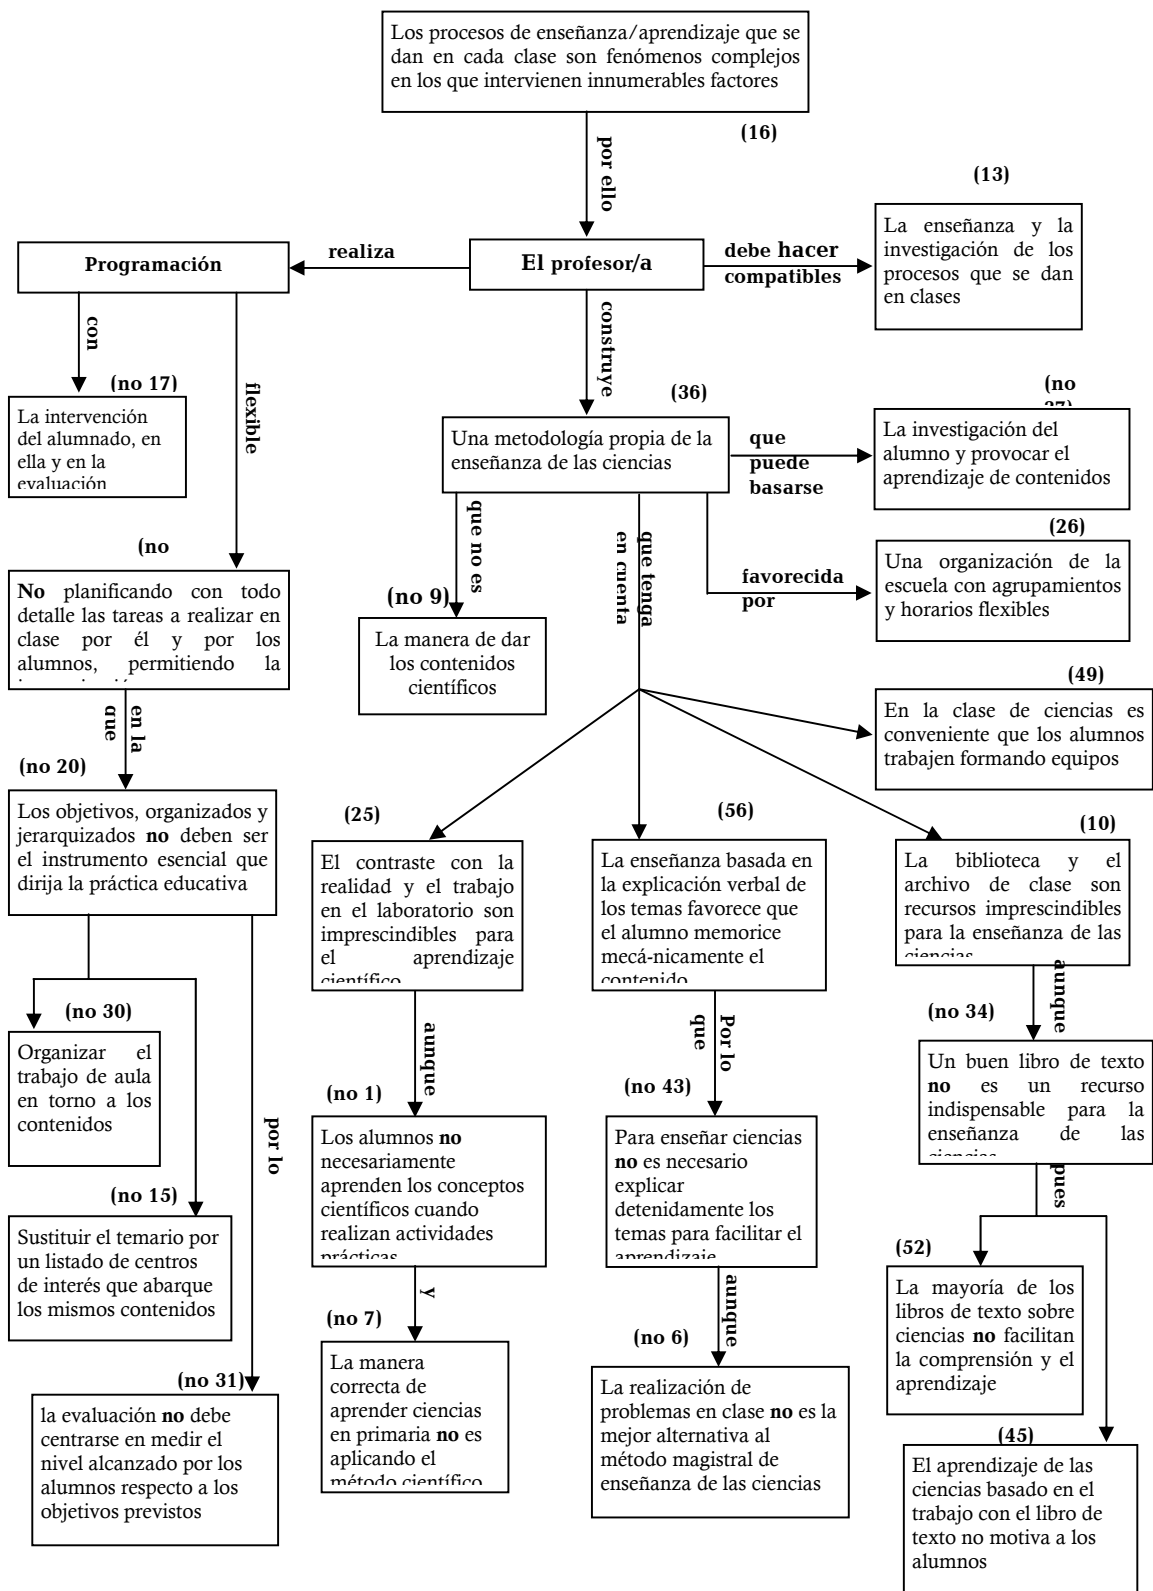 Los procesos de enseñanza/aprendizaje que se
dan en cada clase son fenómenos complejos
en los que intervienen innumerables factores
(16)
por ello
(13)
La enseñanza y la
investigación de los
procesos que se dan
en clases
Programación
realiza
El profesor/a
debe hacer
compatibles
con
flexible
construye
(no 17)
La intervención
del alumnado, en
ella y en la
evaluación
(36)
Una metodología propia de la
enseñanza de las ciencias
que
puede
basarse
(no
La investigación del
alumno y provocar el
aprendizaje de contenidos
(26)
Una organización de la
escuela con agrupamientos
y horarios flexibles
favorecida
por
que no es
que tenga
en cuenta
(no
No planificando con todo
detalle las tareas a realizar en
clase por él y por los
alumnos, permitiendo la
(no 9)
La manera de dar
los contenidos
científicos
(49)
En la clase de ciencias es
conveniente que los alumnos
trabajen formando equipos
en la
que
(no 20)
Los objetivos, organizados y
jerarquizados no deben ser
el instrumento esencial que
dirija la práctica educativa
(25)
El contraste con la
realidad y el trabajo
en el laboratorio son
imprescindibles para
el aprendizaje
científico
(56)
La enseñanza basada en
la explicación verbal de
los temas favorece que
el alumno memorice
mecá-nicamente el
contenido
(10)
La biblioteca y el
archivo de clase son
recursos imprescindibles
para la enseñanza de las
ciencias
(no 30)
Organizar el
trabajo de aula
en torno a los
contenidos
por lo
aunque
Por lo
que
aunque
(no 34)
Un buen libro de texto
no es un recurso
indispensable para la
enseñanza de las
ciencias
(no 1)
Los alumnos no
necesariamente
aprenden los conceptos
científicos cuando
realizan actividades
prácticas
(no 43)
Para enseñar ciencias
no es necesario
explicar
detenidamente los
temas para facilitar el
aprendizaje
pues
(no 15)
Sustituir el temario por
un listado de centros
de interés que abarque
los mismos contenidos
y
aunque
(52)
La mayoría de los
libros de texto sobre
ciencias no facilitan
la comprensión y el
aprendizaje
(no 7)
La manera
correcta de
aprender ciencias
en primaria no es
aplicando el
método científico
(no 6)
La realización de
problemas en clase no es la
mejor alternativa al
método magistral de
enseñanza de las ciencias
(no 31)
la evaluación no debe
centrarse en medir el
nivel alcanzado por los
alumnos respecto a los
objetivos previstos
(45)
El aprendizaje de las
ciencias basado en el
trabajo con el libro de
texto no motiva a los
alumnos